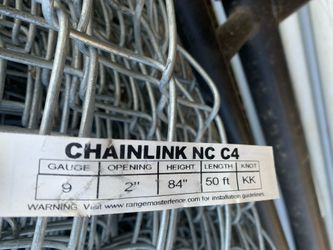 CHAINLINK NC C4
GAUGE OPENING HEIGHT LENGTH KNOT
9 2" 84" 50 ft KK
WARNING: Visit www.rangemasterfence.com for installation guidelines.